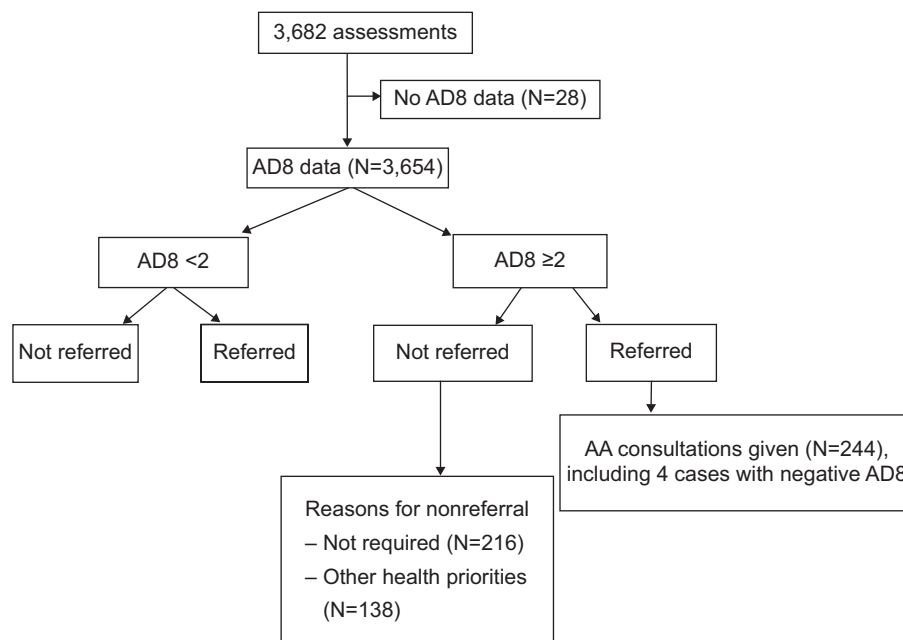 3,682 assessments
No AD8 data (N=28)
AD8 data (N=3,654)
AD8 <2
AD8 ≥2
Not referred
Referred
Not referred
Referred
AA consultations given (N=244),
including 4 cases with negative AD8
Reasons for nonreferral
– Not required (N=216)
– Other health priorities
(N=138)